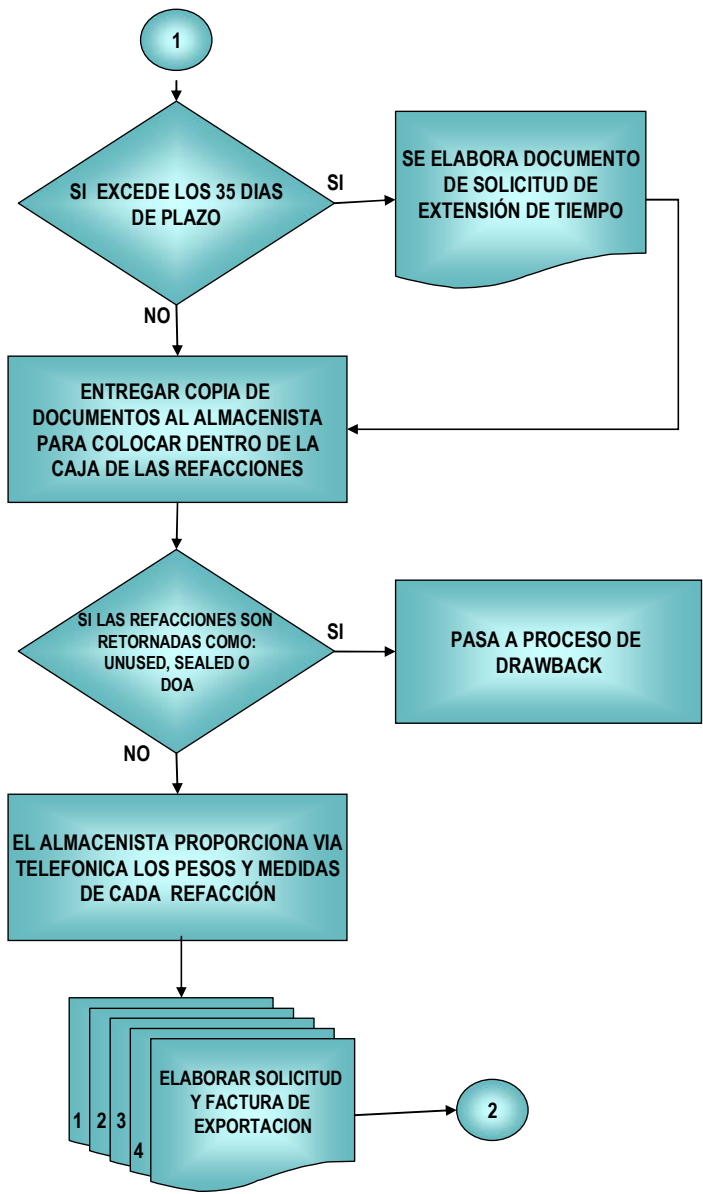 1
SI EXCEDE LOS 35 DIAS
DE PLAZO
SI
SE ELABORA DOCUMENTO
DE SOLICITUD DE
EXTENSIÓN DE TIEMPO
NO
ENTREGAR COPIA DE
DOCUMENTOS AL ALMACENISTA
PARA COLOCAR DENTRO DE LA
CAJA DE LAS REFACCIONES
SI LAS REFACCIONES SON
RETORNADAS COMO:
UNUSED, SEALED O
DOA
SI
PASA A PROCESO DE
DRAWBACK
NO
EL ALMACENISTA PROPORCIONA VIA
TELEFONICA LOS PESOS Y MEDIDAS
DE CADA REFACCIÓN
1
2
3
4
ELABORAR SOLICITUD
Y FACTURA DE
EXPORTACION
2